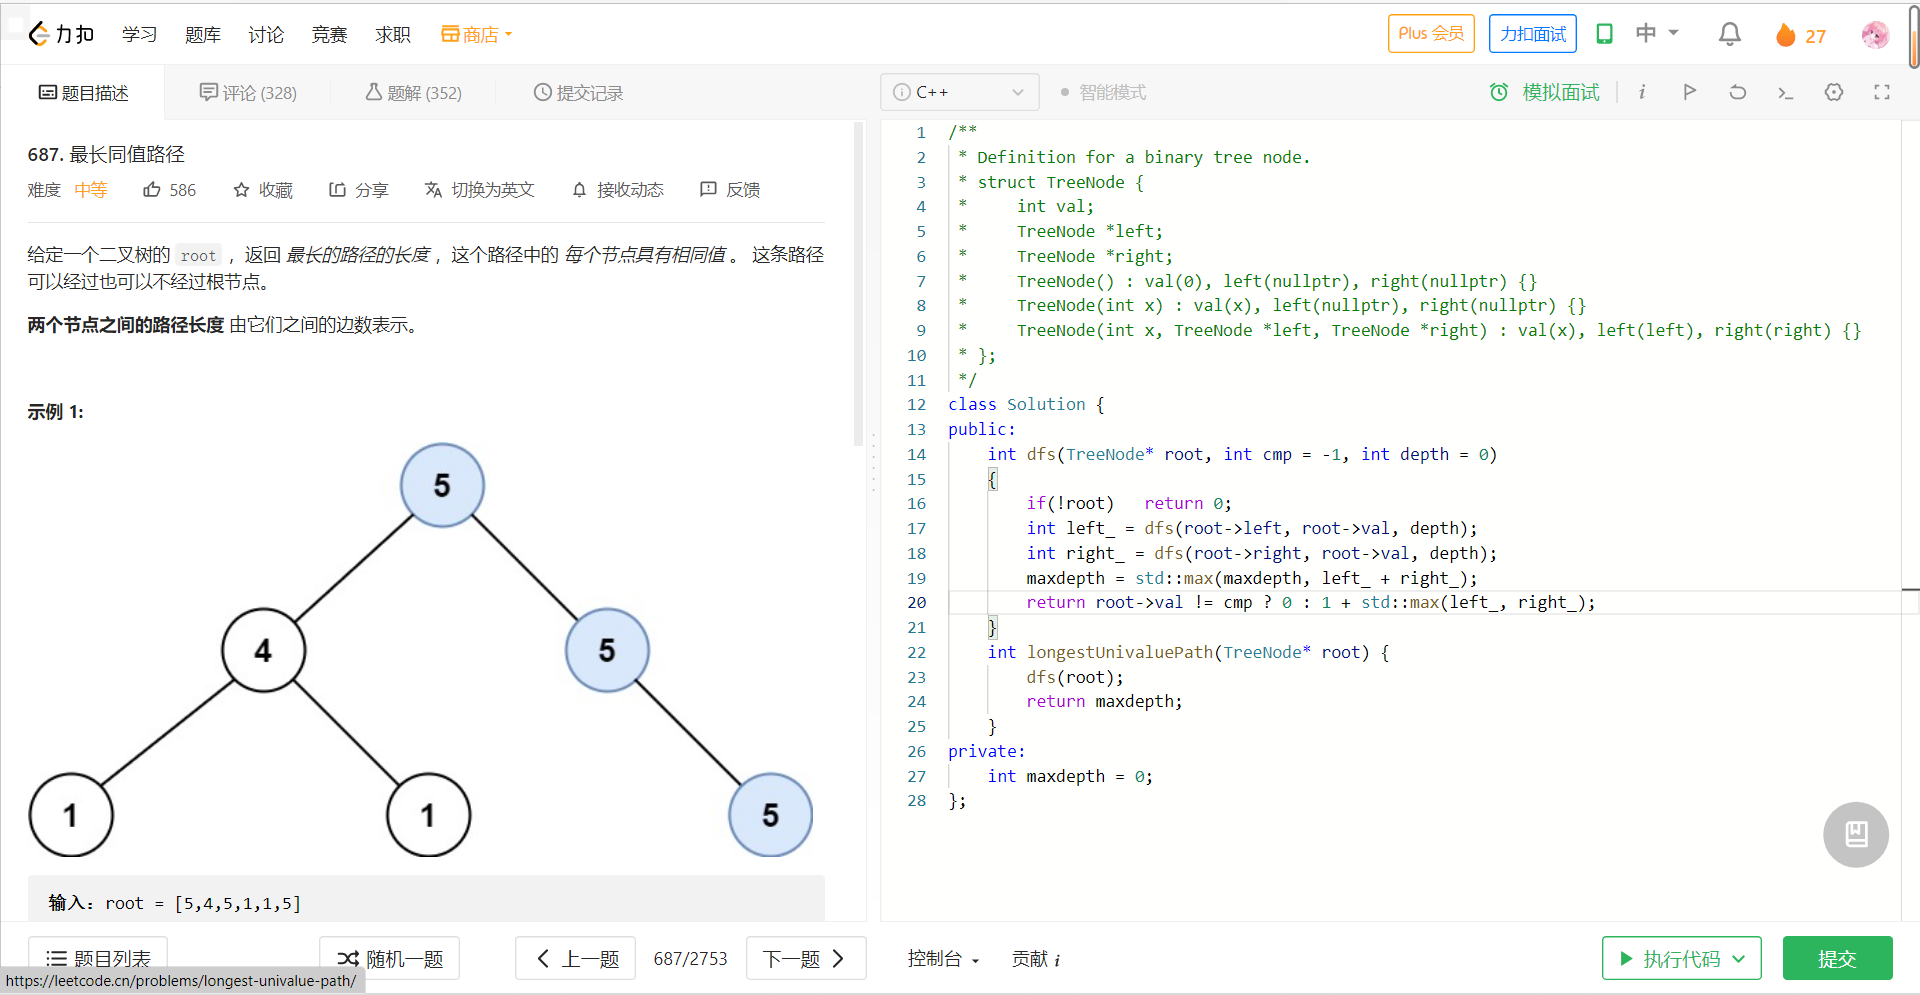 力扣 学习 题库 讨论 竞赛 求职 商店 Plus 会员 力扣面试 中 27
题目描述 评论 (328) 题解 (352) 提交记录
687. 最长同值路径
难度 中等 586 收藏 分享 切换为英文 接收动态 反馈
给定一个二叉树的 root ，返回 最长的路径的长度 ，这个路径中的 每个节点具有相同值 。 这条路径
可以经过也可以不经过根节点。
两个节点之间的路径长度 由它们之间的边数表示。
示例 1:
5
4 5
1 1 5
输入：root = [5,4,5,1,1,5]
题目列表 随机一题 上一题 687/2753 下一题
https://leetcode.cn/problems/longest-univalue-path/
C++ 智能模式 模拟面试 i
1 /**
2 * Definition for a binary tree node.
3 * struct TreeNode {
4 *     int val;
5 *     TreeNode *left;
6 *     TreeNode *right;
7 *     TreeNode() : val(0), left(nullptr), right(nullptr) {}
8 *     TreeNode(int x) : val(x), left(nullptr), right(nullptr) {}
9 *     TreeNode(int x, TreeNode *left, TreeNode *right) : val(x), left(left), right(right) {}
10 * };
11 */
12 class Solution {
13 public:
14     int dfs(TreeNode* root, int cmp = -1, int depth = 0)
15     {
16         if(!root)   return 0;
17         int left_ = dfs(root->left, root->val, depth);
18         int right_ = dfs(root->right, root->val, depth);
19         maxdepth = std::max(maxdepth, left_ + right_);
20         return root->val != cmp ? 0 : 1 + std::max(left_, right_);
21     }
22     int longestUnivaluePath(TreeNode* root) {
23         dfs(root);
24         return maxdepth;
25     }
26 private:
27     int maxdepth = 0;
28 };
控制台 贡献 i 执行代码 提交